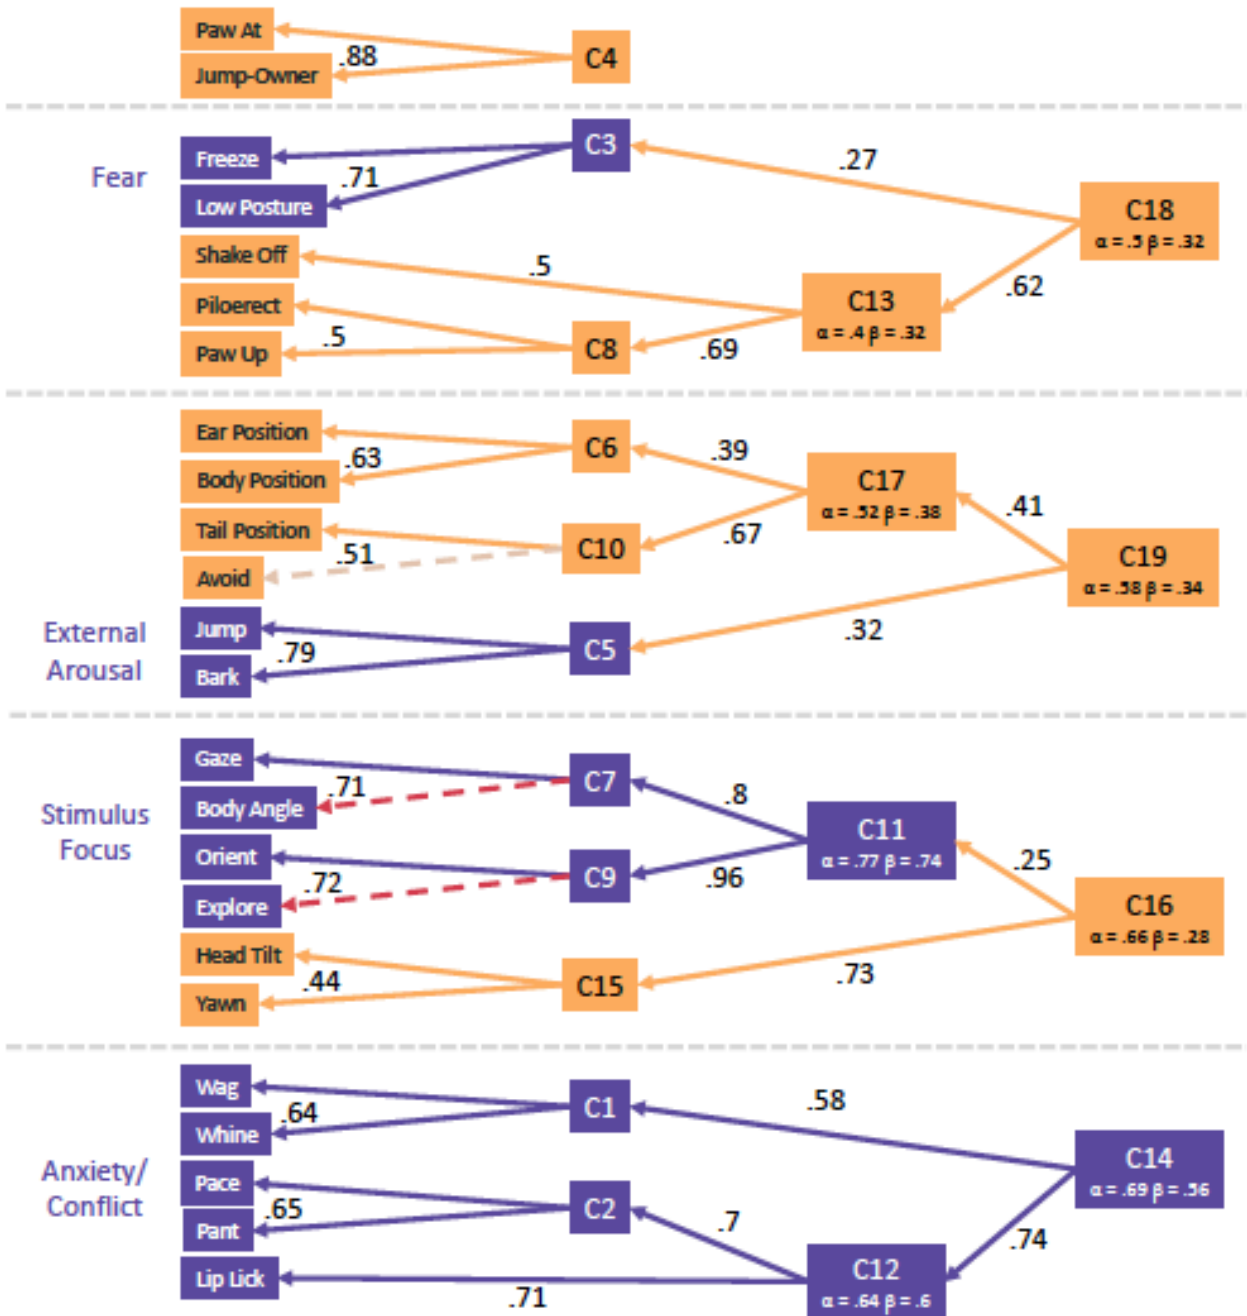 Paw At
.88
C4
Jump-Owner
Fear
Freeze
C3
.71
Low Posture
.27
C18
α = .5 β = .32
Shake Off
.5
.62
Piloerect
C13
α = .4 β = .32
Paw Up
.5
C8
.69
Ear Position
C6
.39
.63
Body Position
C17
α = .52 β = .38
.41
Tail Position
.51
C10
.67
Avoid
C19
α = .58 β = .34
External
Arousal
Jump
.79
C5
.32
Bark
Stimulus
Focus
Gaze
C7
.71
Body Angle
.8
C11
α = .77 β = .74
Orient
.72
C9
.96
.25
Explore
C16
α = .66 β = .28
Head Tilt
.44
C15
.73
Yawn
Anxiety/
Conflict
Wag
.64
C1
.58
Whine
C14
α = .69 β = .56
Pace
.65
C2
.7
.74
Pant
Lip Lick
.71
C12
α = .64 β = .6